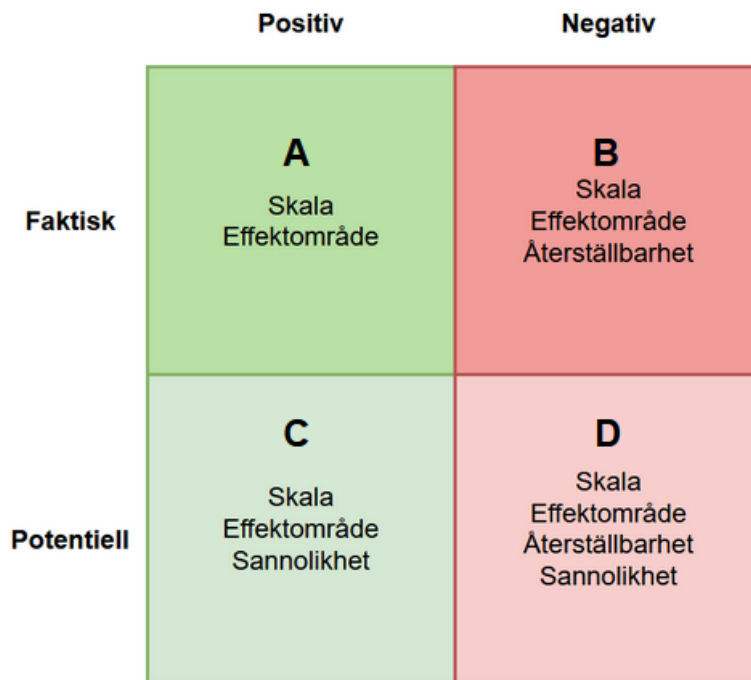 Positiv
Negativ
Faktisk
A
Skala
Effektområde
B
Skala
Effektområde
Återställbarhet
Potentiell
C
Skala
Effektområde
Sannolikhet
D
Skala
Effektområde
Återställbarhet
Sannolikhet